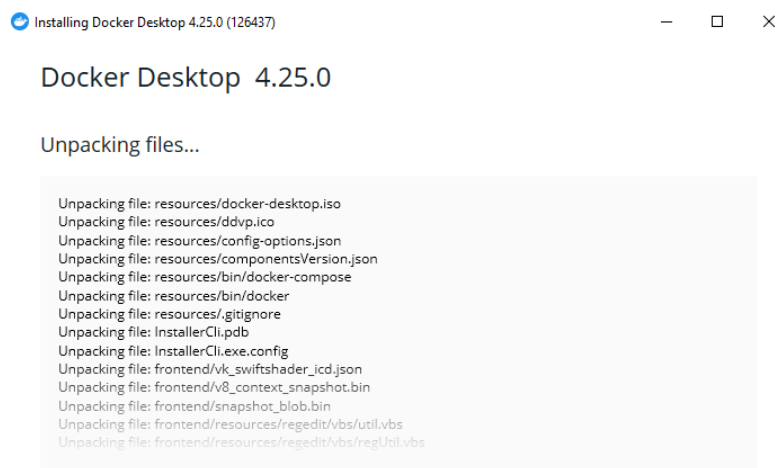 Installing Docker Desktop 4.25.0 (126437)
Docker Desktop 4.25.0
Unpacking files...
Unpacking file: resources/docker-desktop.iso
Unpacking file: resources/ddvp.ico
Unpacking file: resources/config-options.json
Unpacking file: resources/componentsVersion.json
Unpacking file: resources/bin/docker-compose
Unpacking file: resources/bin/docker
Unpacking file: resources/.gitignore
Unpacking file: InstallerCli.pdb
Unpacking file: InstallerCli.exe.config
Unpacking file: frontend/vk_swiftshader_icd.json
Unpacking file: frontend/v8_context_snapshot.bin
Unpacking file: frontend/snapshot_blob.bin
Unpacking file: frontend/resources/regedit/vbs/util.vbs
Unpacking file: frontend/resources/regedit/vbs/regUtil.vbs